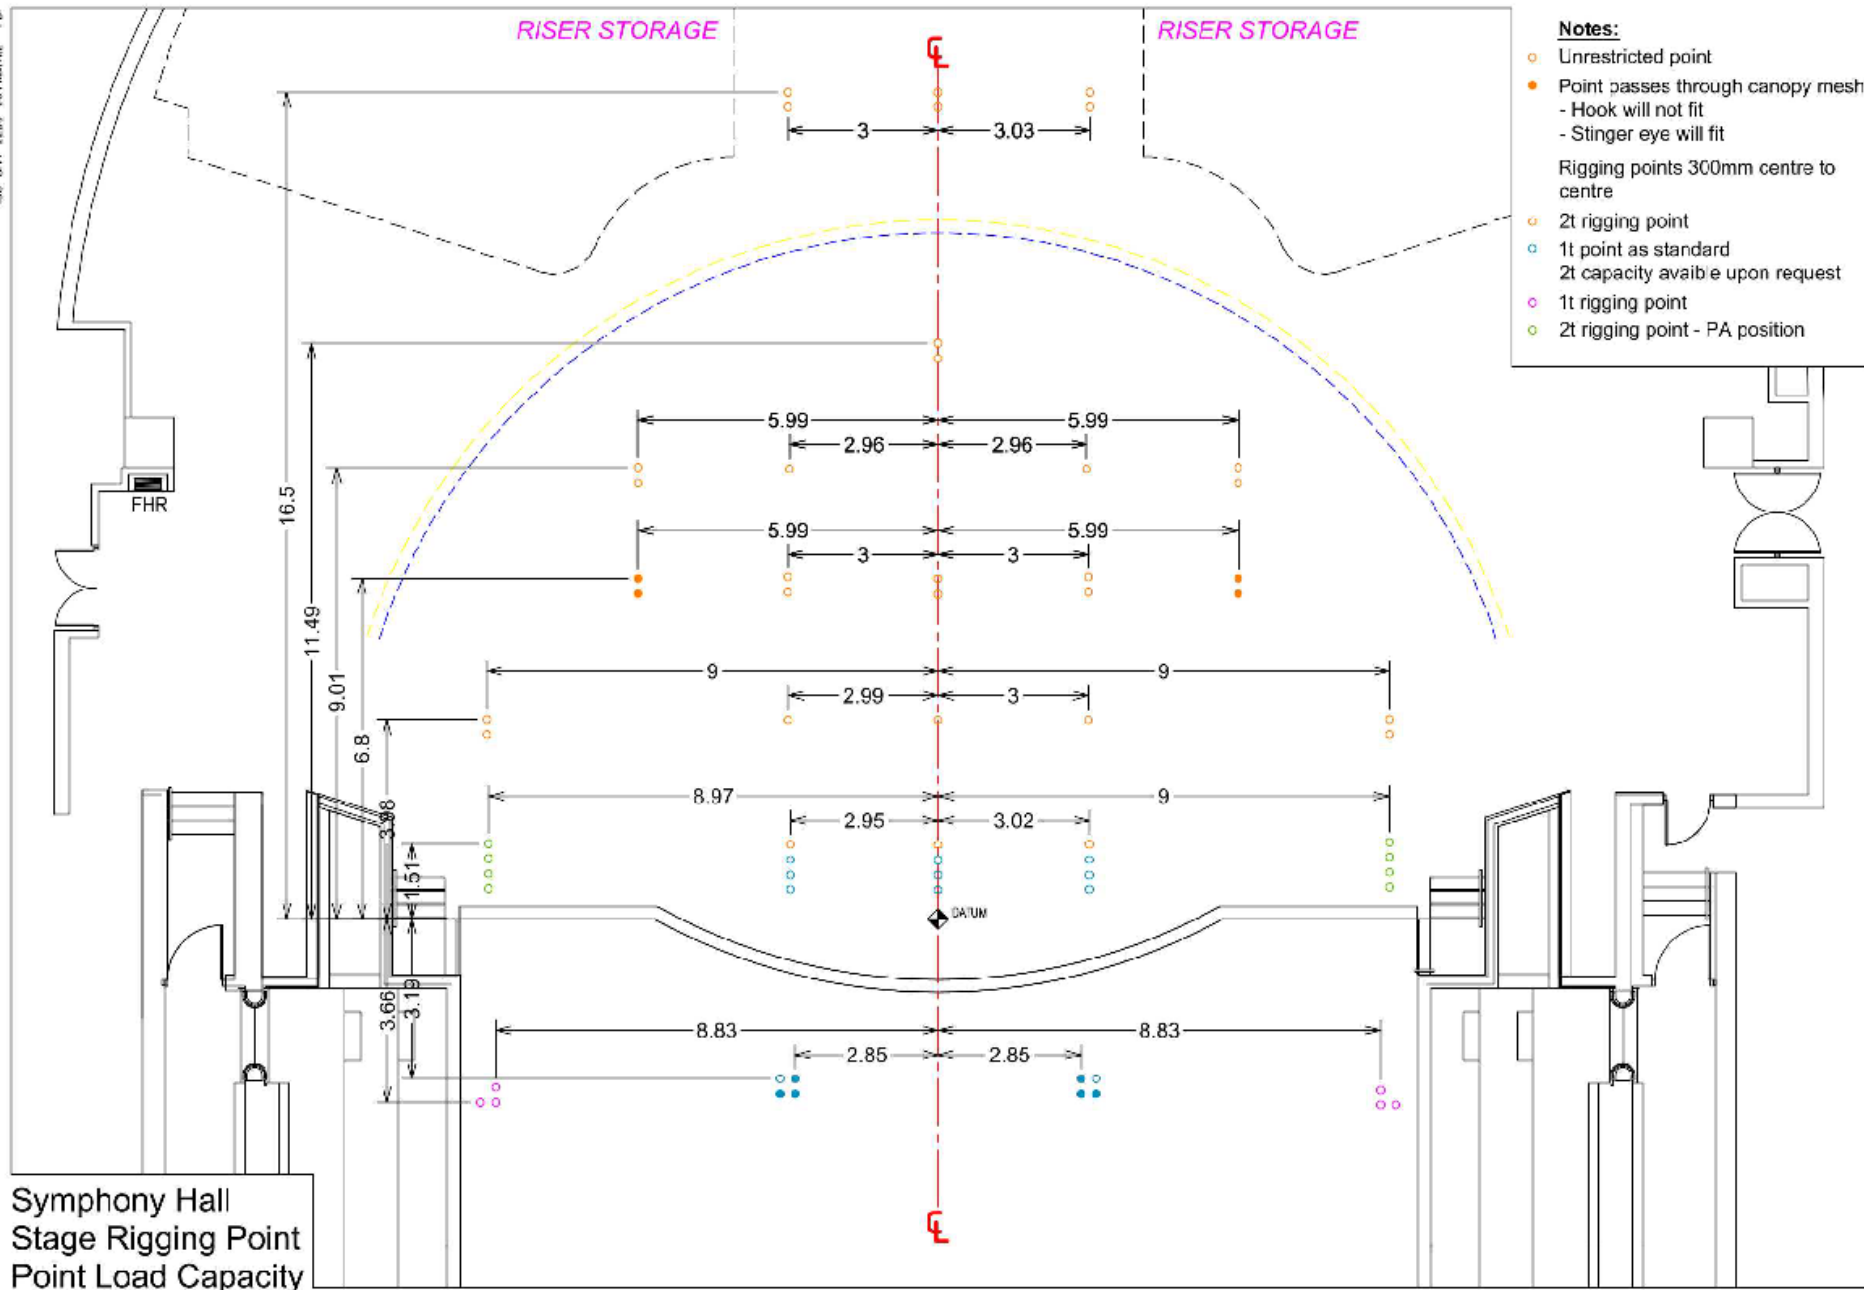 RISER STORAGE
RISER STORAGE
Notes:
Unrestricted point
Point passes through canopy mesh
- Hook will not fit
- Stinger eye will fit
Rigging points 300mm centre to
centre
2t rigging point
1t point as standard
2t capacity avaible upon request
1t rigging point
2t rigging point - PA position
3
3.03
5.99
5.99
2.96
2.96
16.5
FHR
5.99
5.99
3
3
11.49
9
9
9.01
2.99
3
6.8
8.97
9
3.98
2.95
3.02
1.51
DATUM
3.66
3.19
8.83
8.83
2.85
2.85
Symphony Hall
Stage Rigging Point
Point Load Capacity